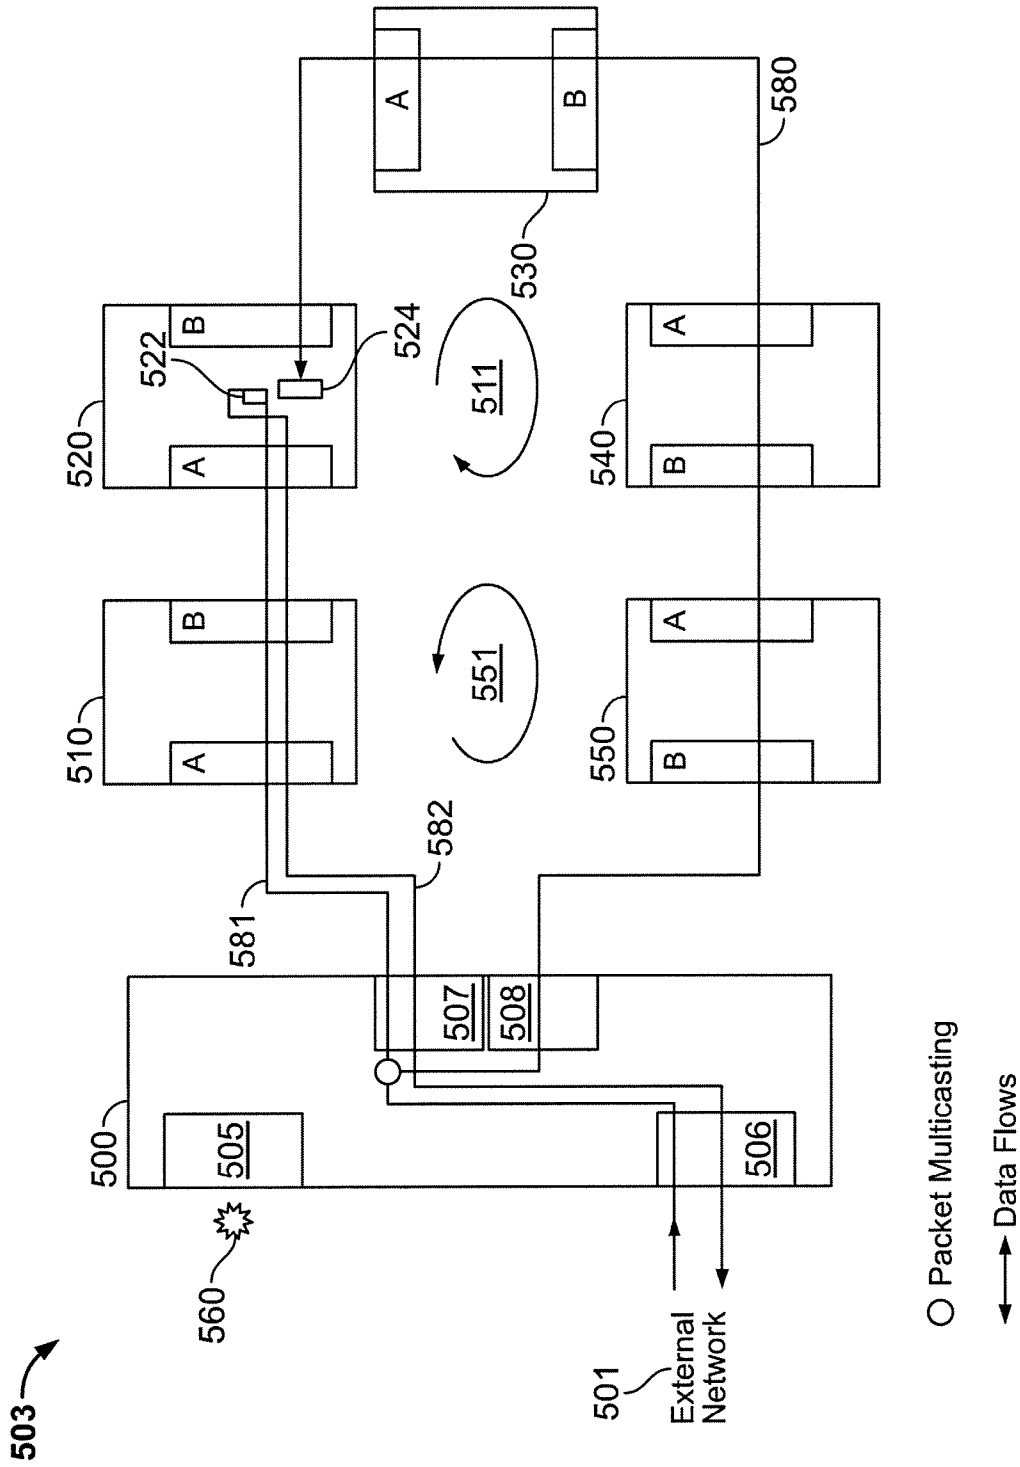 503
500
510
520
522
A
B
A
B
560
505
581
A
524
582
507
551
511
508
530
B
501
550
540
B
A
B
A
External
Network
506
580
Packet Multicasting
Data Flows